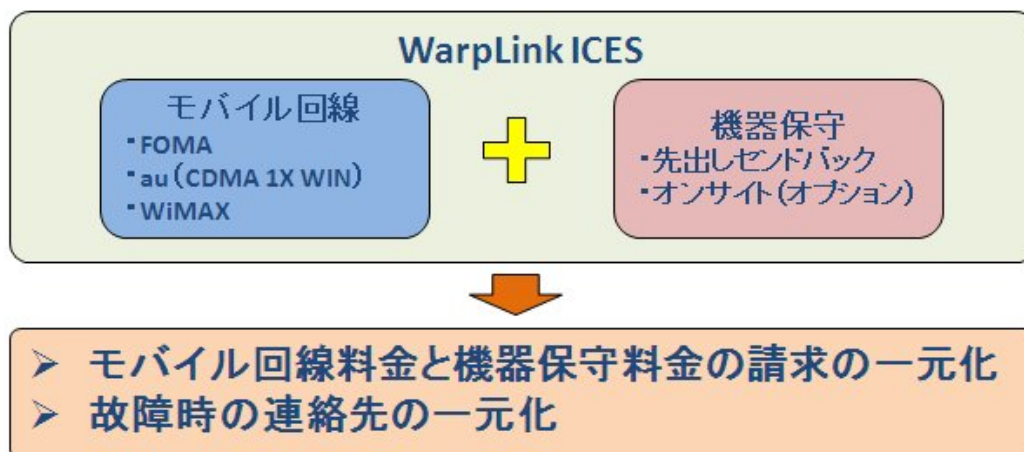 WarpLink ICES
モバイル回線
・FOMA
・au（CDMA 1X WIN）
・WiMAX
機器保守
・先出しセンドバック
・オンサイト（オプション）
➢ モバイル回線料金と機器保守料金の請求の一元化
➢ 故障時の連絡先の一元化